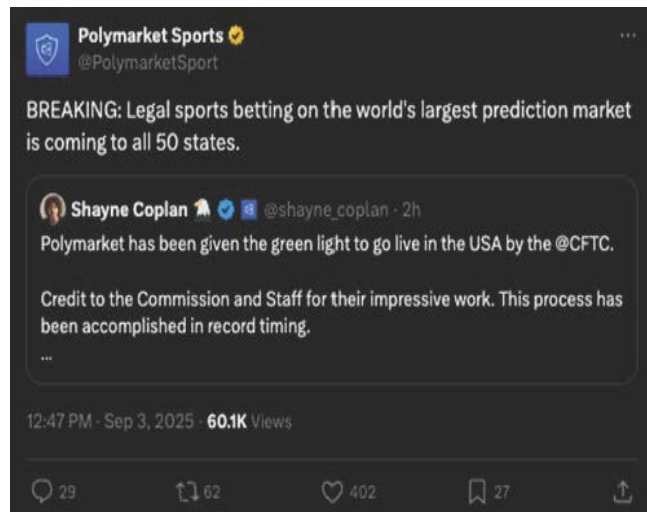 Polymarket Sports
@PolymarketSport
BREAKING: Legal sports betting on the world's largest prediction market
is coming to all 50 states.
Shayne Coplan @shayne_coplan · 2h
Polymarket has been given the green light to go live in the USA by the @CFTC.
Credit to the Commission and Staff for their impressive work. This process has
been accomplished in record timing.
...
12:47 PM · Sep 3, 2025 · 60.1K Views
29 62 402 27